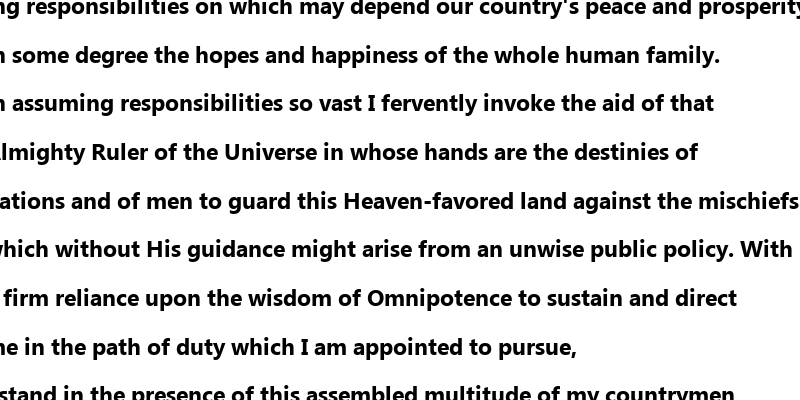 responsibilities on which may depend our country's peace and prosperity
some degree the hopes and happiness of the whole human family.
assuming responsibilities so vast I fervently invoke the aid of that
Almighty Ruler of the Universe in whose hands are the destinies of
nations and of men to guard this Heaven-favored land against the mischiefs
which without His guidance might arise from an unwise public policy. With
firm reliance upon the wisdom of Omnipotence to sustain and direct
me in the path of duty which I am appointed to pursue,
stand in the presence of this assembled multitude of my countrymen